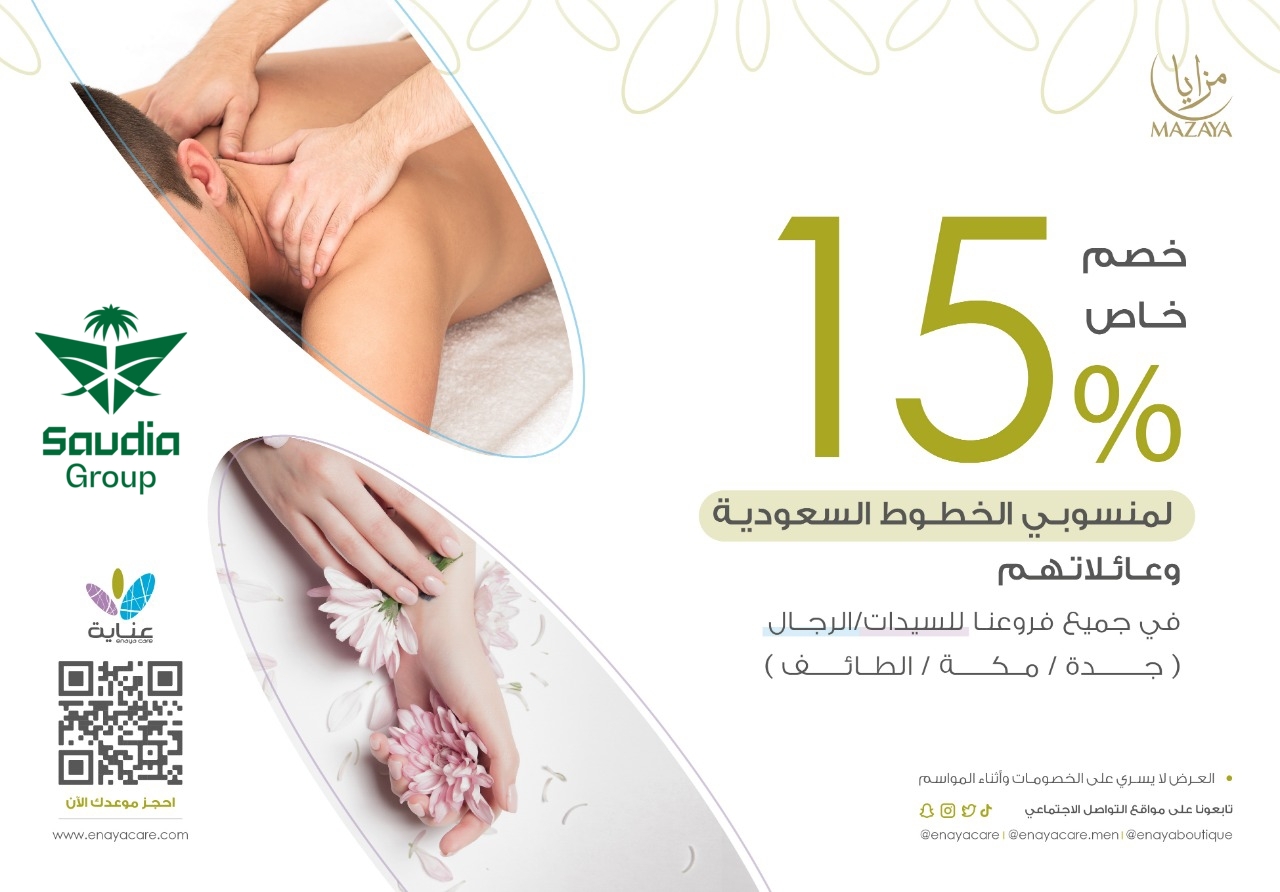 مزايا
MAZAYA
خصم
خاص
15%
لمنسوبي الخطوط السعودية
وعائلاتهم
في جميع فروعنا للسيدات/الرجال
( جدة / مكة / الطائف )
العرض لا يسري على الخصومات وأثناء المواسم
تابعونا على مواقع التواصل الاجتماعي
@enayacare | @enayacare.men | @enayaboutique
Saudia
Group
عناية
enaya care
احجز موعدك الآن
www.enayacare.com